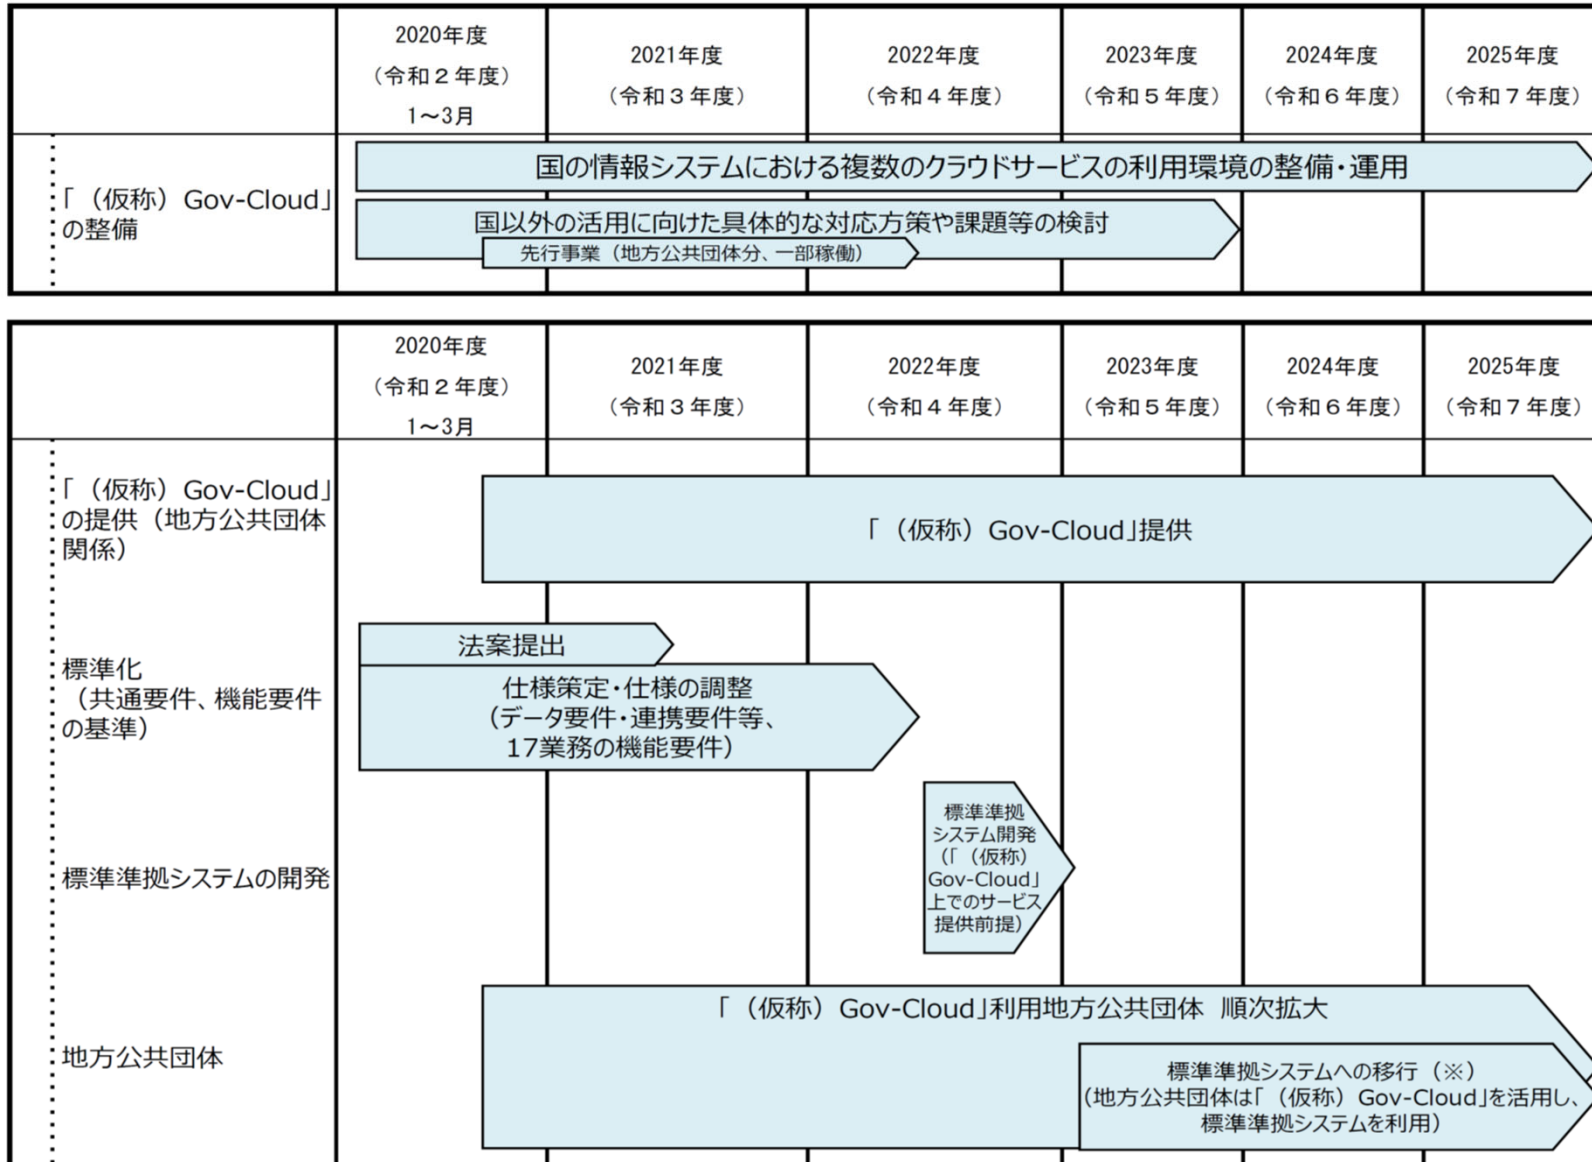 2020年度
（令和２年度）
1～3月
2021年度
（令和３年度）
2022年度
（令和４年度）
2023年度
（令和５年度）
2024年度
（令和６年度）
2025年度
（令和７年度）
「（仮称）Gov-Cloud」
の整備
国の情報システムにおける複数のクラウドサービスの利用環境の整備・運用
国以外の活用に向けた具体的な対応方策や課題等の検討
先行事業（地方公共団体分、一部稼働）
2020年度
（令和２年度）
1～3月
2021年度
（令和３年度）
2022年度
（令和４年度）
2023年度
（令和５年度）
2024年度
（令和６年度）
2025年度
（令和７年度）
「（仮称）Gov-Cloud」
の提供（地方公共団体
関係）
「（仮称）Gov-Cloud」提供
標準化
（共通要件、機能要件
の基準）
法案提出
仕様策定・仕様の調整
（データ要件・連携要件等、
17業務の機能要件）
標準準拠システムの開発
標準準拠
システム開発
（「（仮称）
Gov-Cloud」
上でのサービス
提供前提）
地方公共団体
「（仮称）Gov-Cloud」利用地方公共団体 順次拡大
標準準拠システムへの移行（※）
（地方公共団体は「（仮称）Gov-Cloud」を活用し、
標準準拠システムを利用）